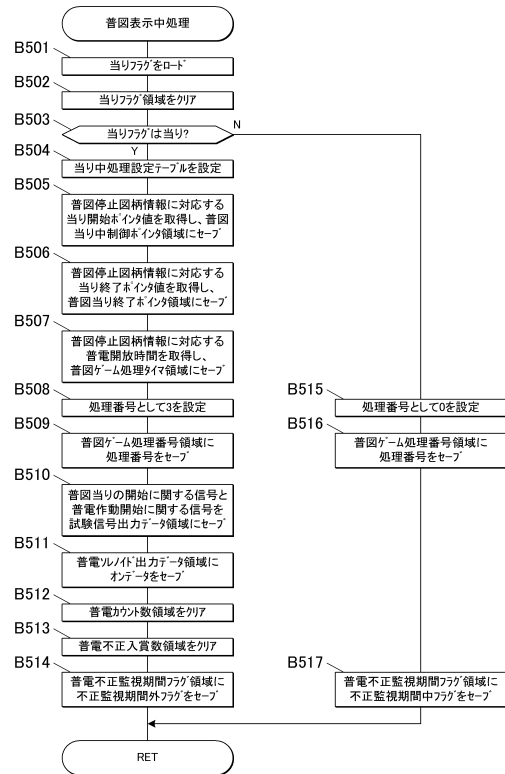 普図表示中処理
B501
当りフラグをロード
B502
当りフラグ領域をクリア
B503
当りフラグは当り?
N
Y
B504
当り中処理設定テーブルを設定
B505
普図停止図柄情報に対応する
当り開始ポインタ値を取得し、普図
当り中制御ポインタ領域にセーブ
B506
普図停止図柄情報に対応する
当り終了ポインタ値を取得し、
普図当り終了ポインタ領域にセーブ
B507
普図停止図柄情報に対応する
普電開放時間を取得し、
普図ゲーム処理タイマ領域にセーブ
B508
処理番号として3を設定
B509
普図ゲーム処理番号領域に
処理番号をセーブ
B510
普図当りの開始に関する信号と
普電作動開始に関する信号を
試験信号出力データ領域にセーブ
B511
普電ソレノイド出力データ領域に
オンデータをセーブ
B512
普電カウント数領域をクリア
B513
普電不正入賞数領域をクリア
B514
普電不正監視期間フラグ領域に
不正監視期間外フラグをセーブ
B515
処理番号として0を設定
B516
普図ゲーム処理番号領域に
処理番号をセーブ
B517
普電不正監視期間フラグ領域に
不正監視期間中フラグをセーブ
RET